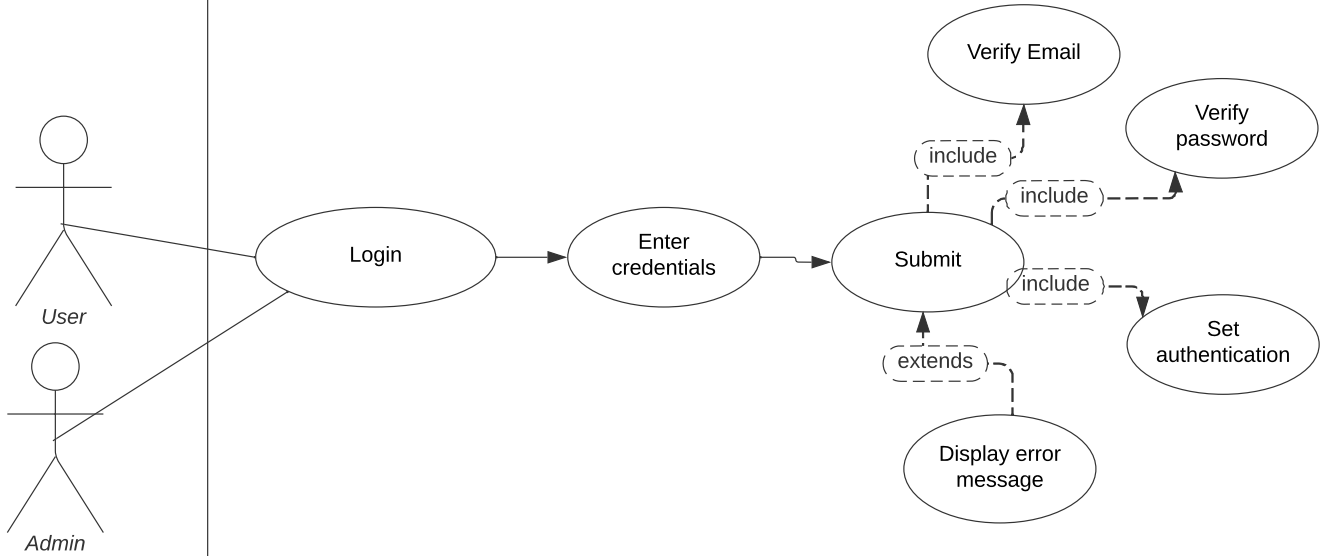 Verify Email
Verify
password
include
include
Enter
credentials
Login
Submit
include
User
Set
authentication
extends
Display error
message
Admin